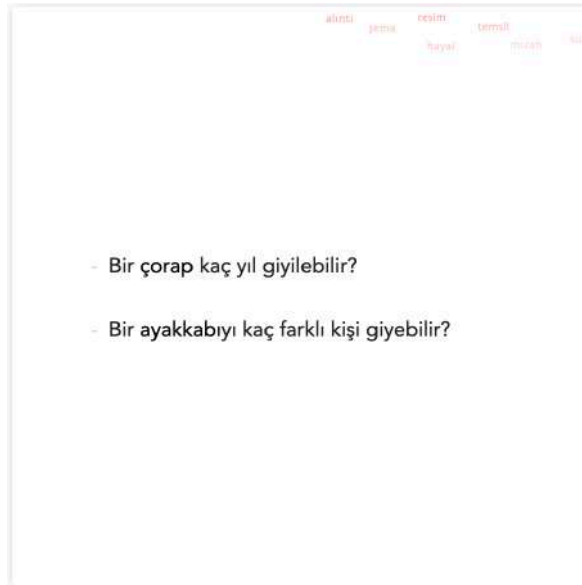 alıntı
resim
şema
temsil
hayal
mizah
- Bir çorap kaç yıl giyilebilir?
- Bir ayakkabıyı kaç farklı kişi giyebilir?